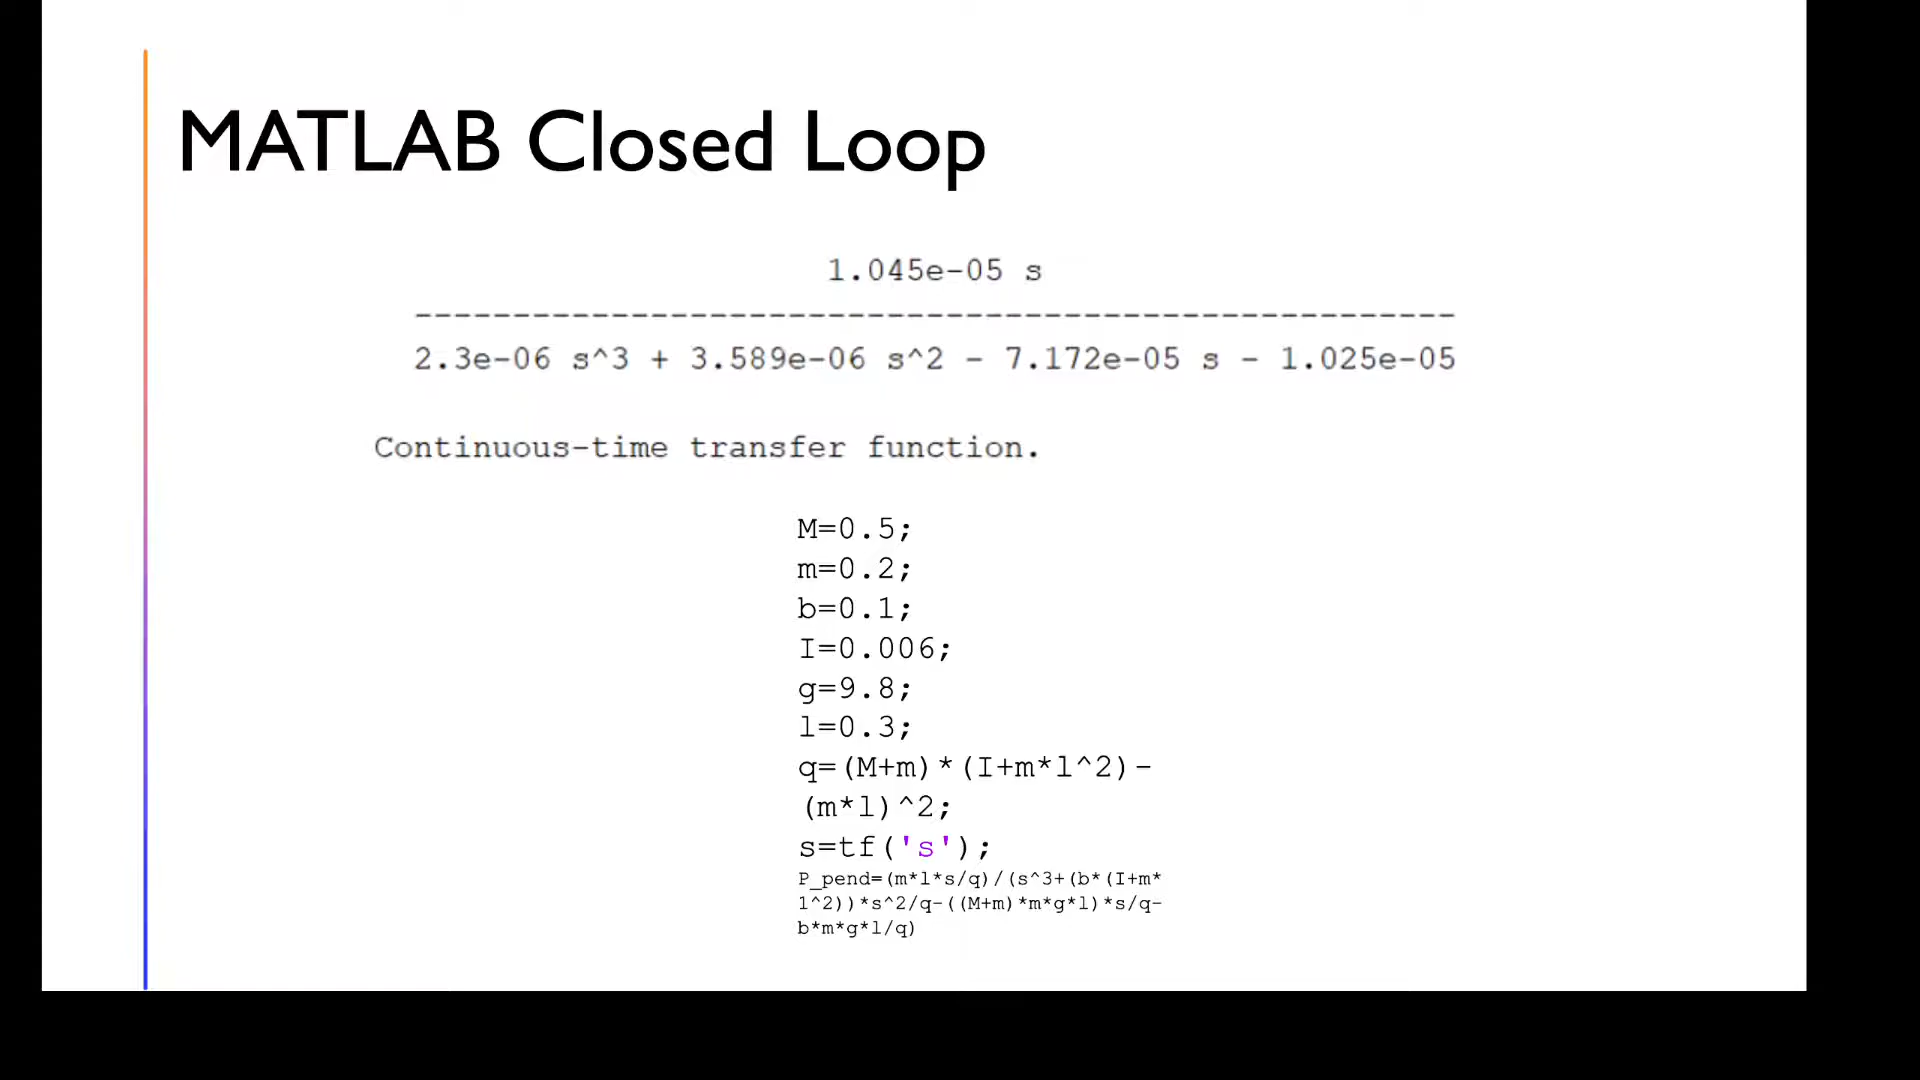 MATLAB Closed Loop
1.045e-05 s
-----------------------------------------------------
2.3e-06 s^3 + 3.589e-06 s^2 - 7.172e-05 s - 1.025e-05
Continuous-time transfer function.
M=0.5;
m=0.2;
b=0.1;
I=0.006;
g=9.8;
l=0.3;
q=(M+m)*(I+m*l^2)-
(m*l)^2;
s=tf('s');
P_pend=(m*l*s/q)/(s^3+(b*(I+m*
l^2))*s^2/q-((M+m)*m*g*l)*s/q-
b*m*g*l/q)